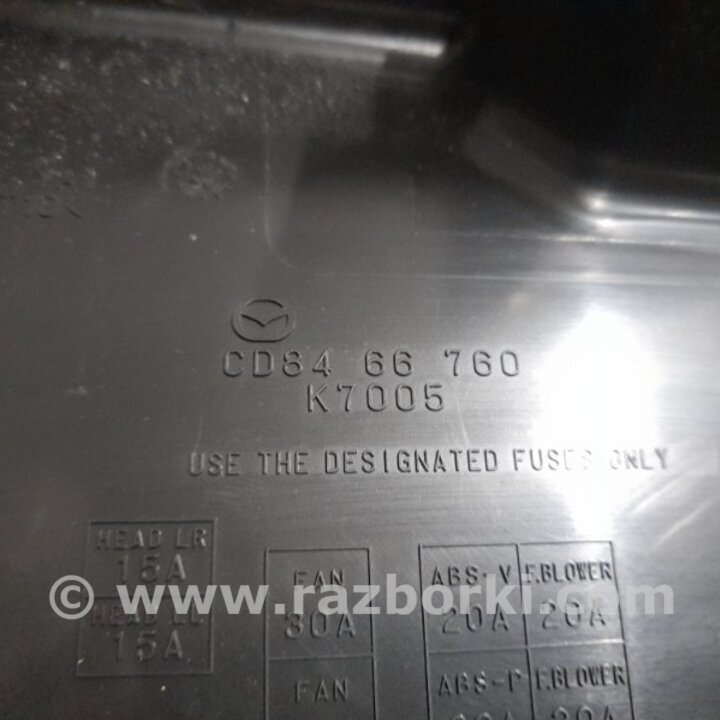 CD84 66 760
K7005
USE THE DESIGNATED FUSES ONLY
HEAD LR
15A
FAN
30A
ABS-V
20A
F.BLOWER
20A
15A
FAN
ABS-P
F.BLOWER
20A
© www.razborki.com